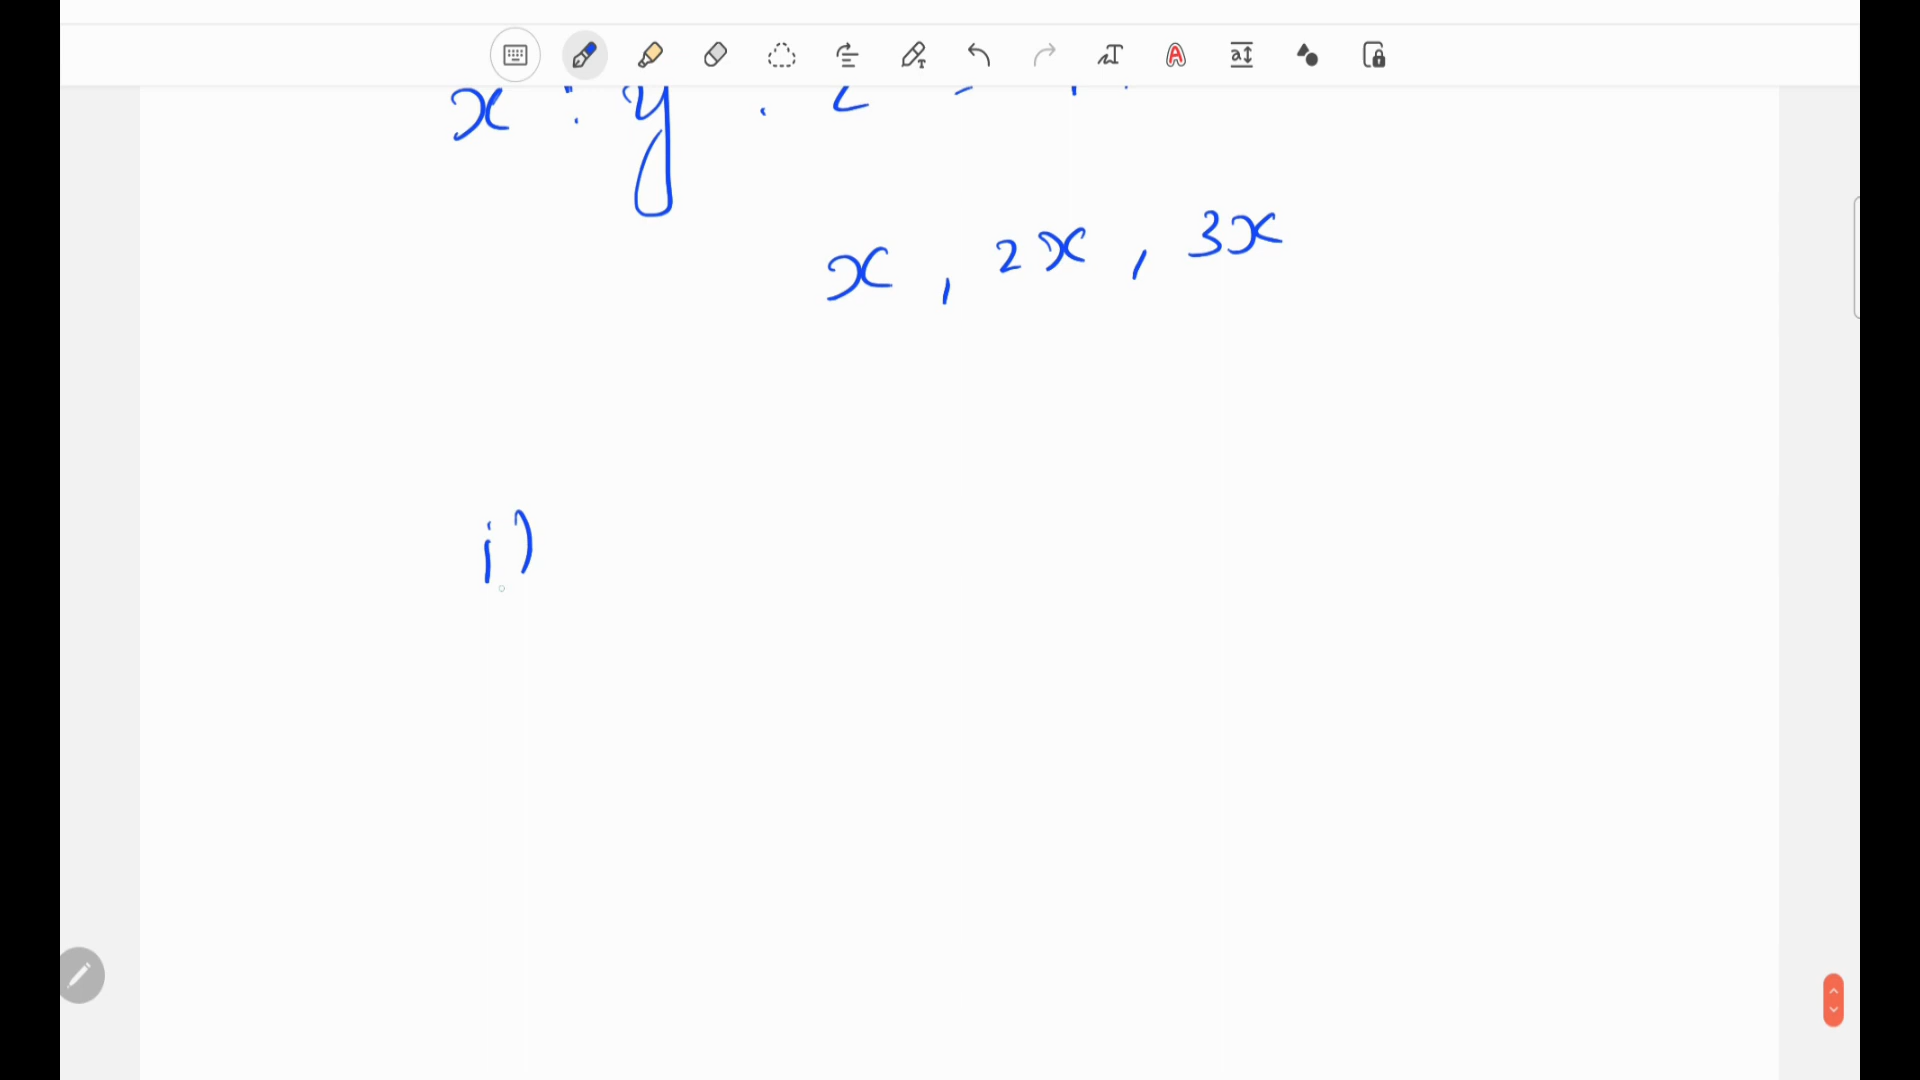 x : y : z =
x , 2x , 3x
i)